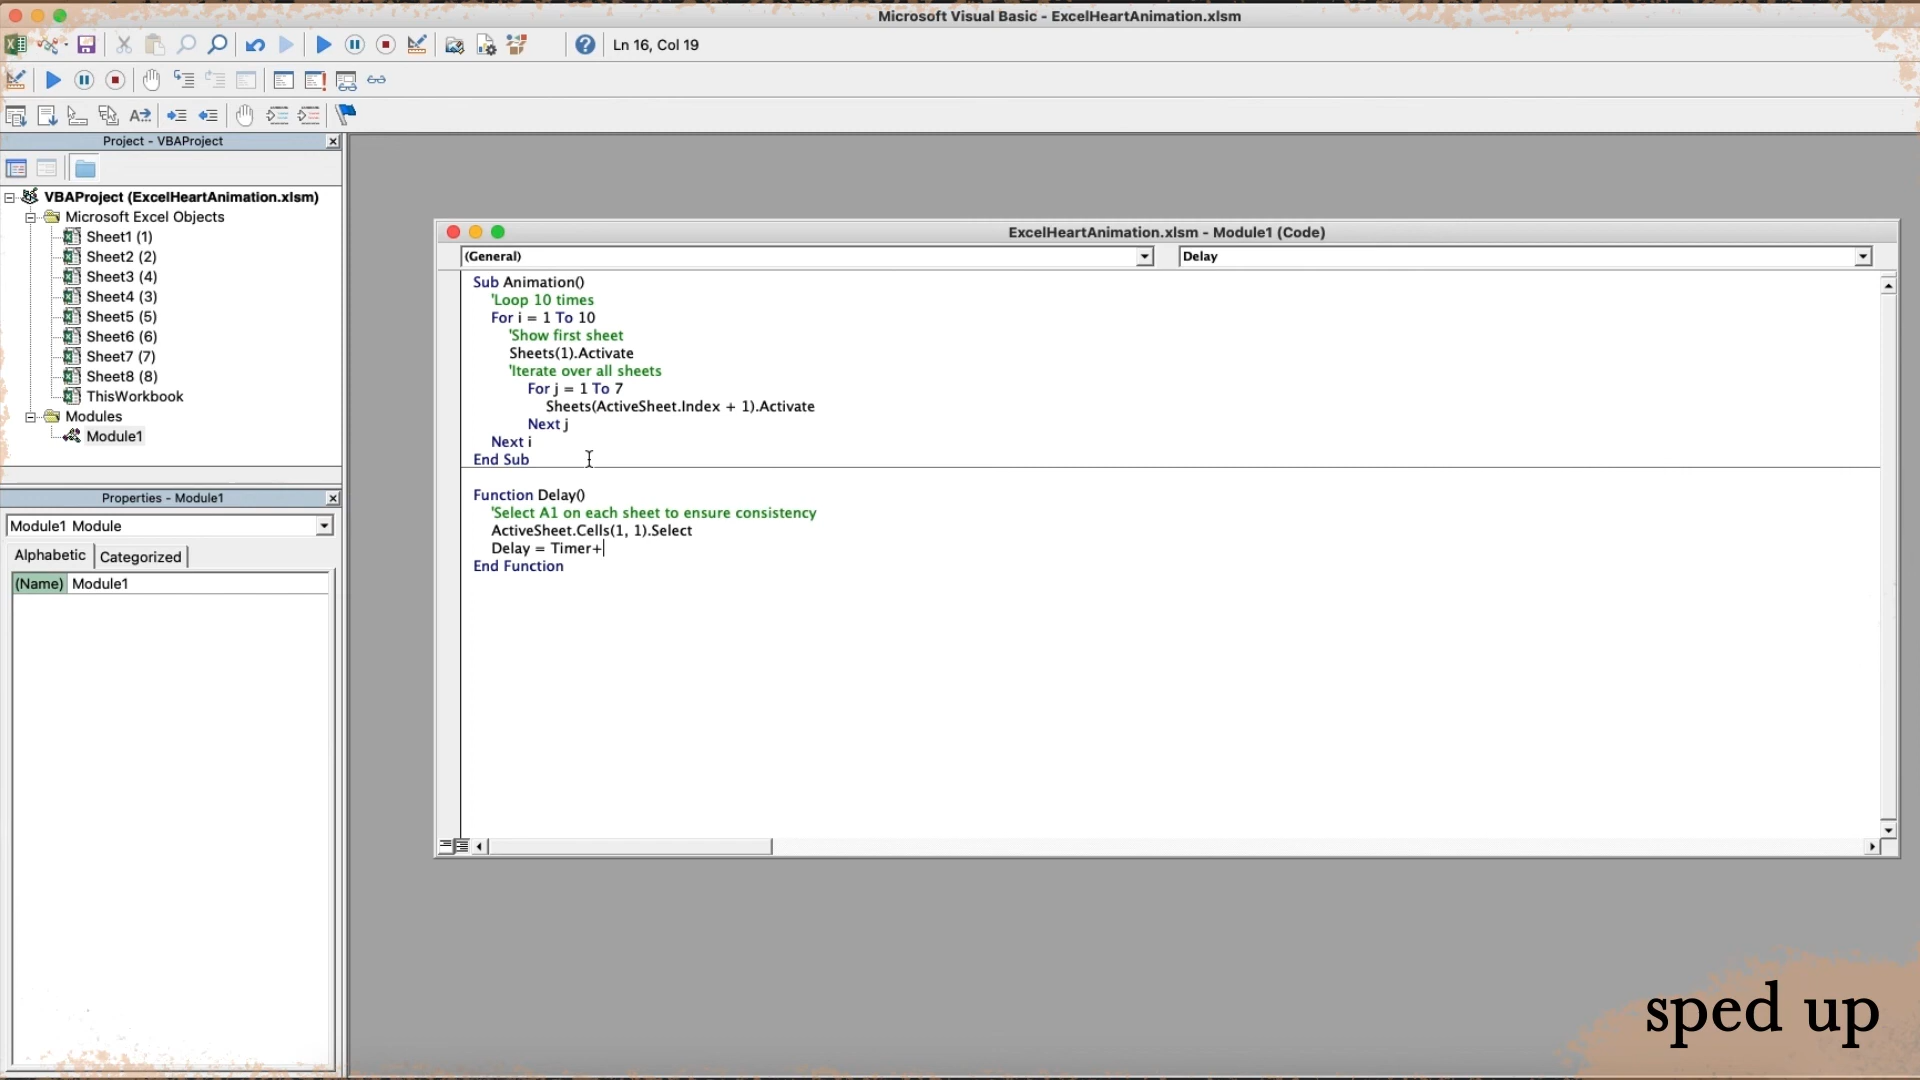 Microsoft Visual Basic - ExcelHeartAnimation.xlsm
Ln 16, Col 19
Project - VBAProject
VBAProject (ExcelHeartAnimation.xlsm)
Microsoft Excel Objects
Sheet1 (1)
Sheet2 (2)
Sheet3 (4)
Sheet4 (3)
Sheet5 (5)
Sheet6 (6)
Sheet7 (7)
Sheet8 (8)
ThisWorkbook
Modules
Module1
Properties - Module1
Module1 Module
Alphabetic Categorized
(Name) Module1
ExcelHeartAnimation.xlsm - Module1 (Code)
(General) Delay
Sub Animation()
'Loop 10 times
For i = 1 To 10
'Show first sheet
Sheets(1).Activate
'Iterate over all sheets
For j = 1 To 7
Sheets(ActiveSheet.Index + 1).Activate
Next j
Next i
End Sub
Function Delay()
'Select A1 on each sheet to ensure consistency
ActiveSheet.Cells(1, 1).Select
Delay = Timer+
End Function
sped up